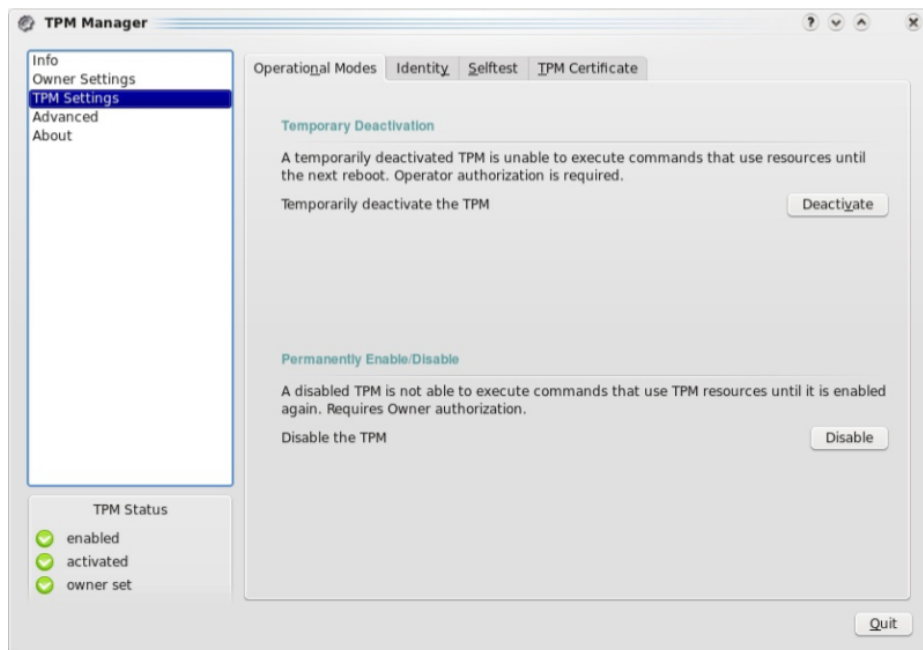 TPM Manager
Info
Owner Settings
TPM Settings
Advanced
About
TPM Status
enabled
activated
owner set
Operational Modes Identity Selftest TPM Certificate
Temporary Deactivation
A temporarily deactivated TPM is unable to execute commands that use resources until
the next reboot. Operator authorization is required.
Temporarily deactivate the TPM Deactivate
Permanently Enable/Disable
A disabled TPM is not able to execute commands that use TPM resources until it is enabled
again. Requires Owner authorization.
Disable the TPM Disable
Quit